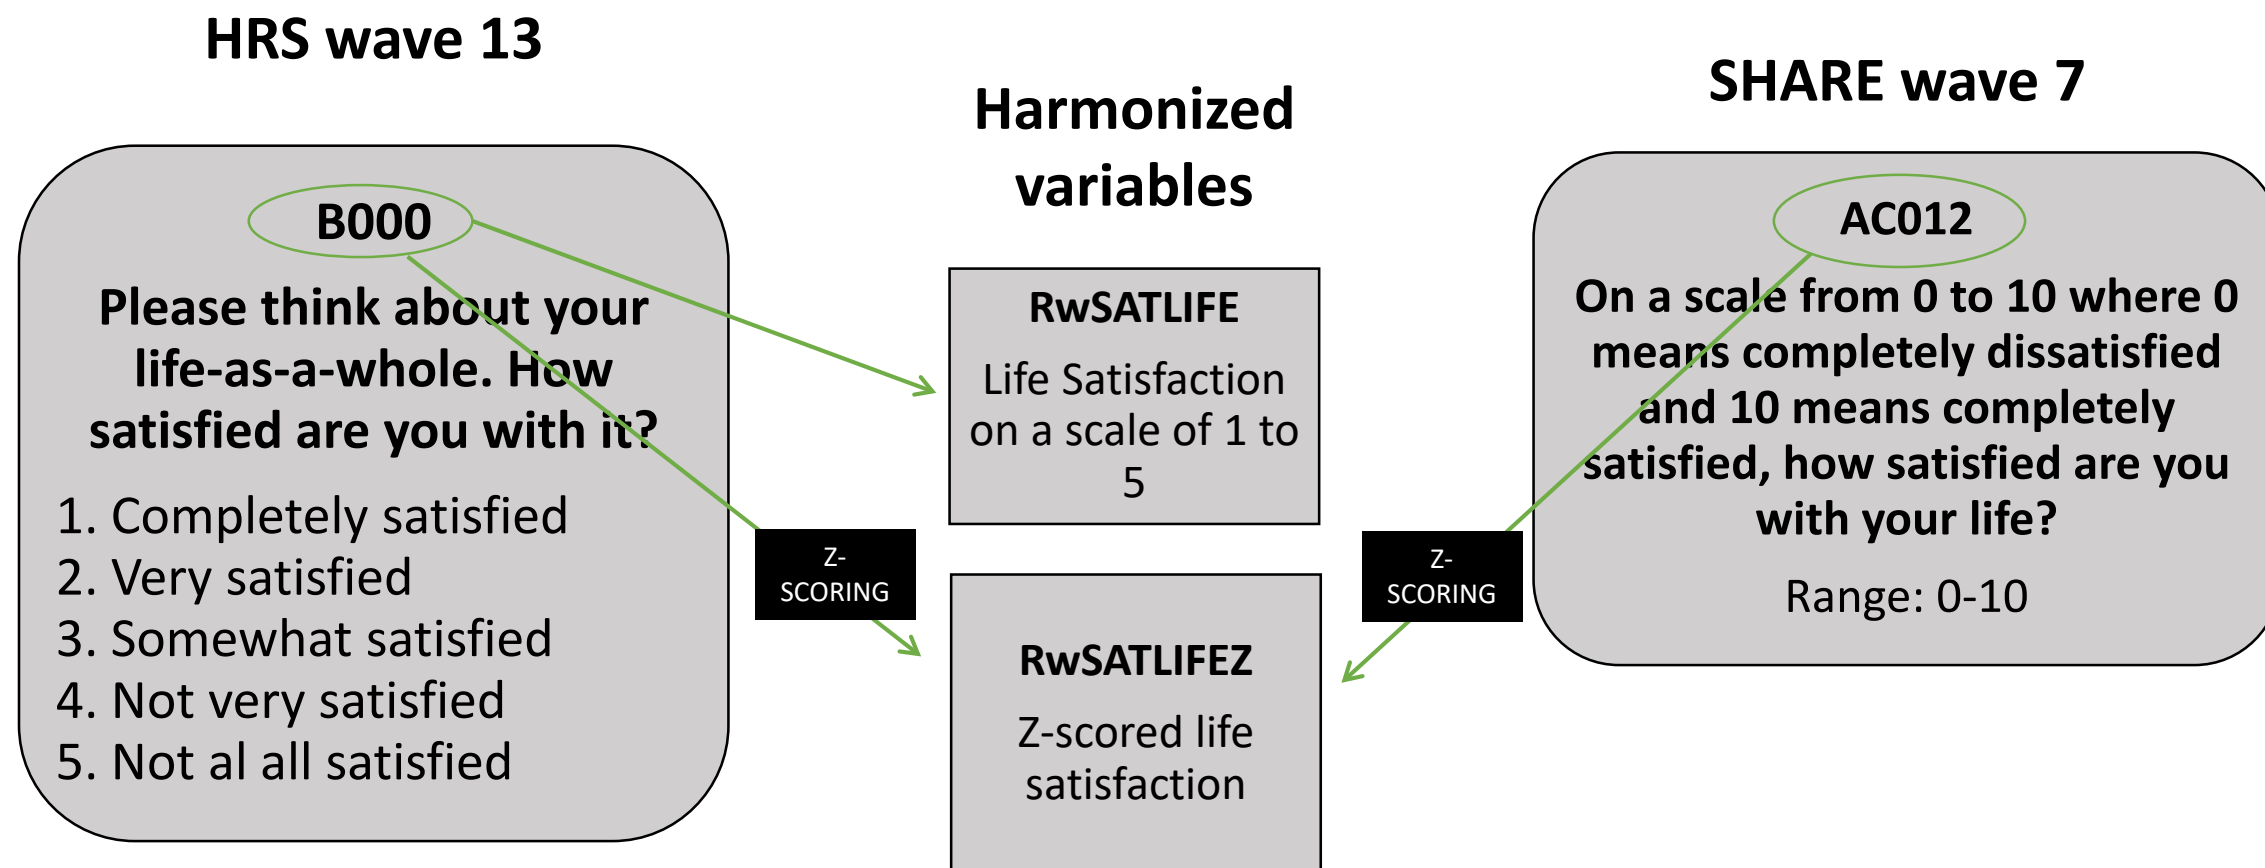 HRS wave 13
B000
Please think about your
life-as-a-whole. How
satisfied are you with it?
1. Completely satisfied
2. Very satisfied
3. Somewhat satisfied
4. Not very satisfied
5. Not al all satisfied
Z-
SCORING
Harmonized
variables
RwSATLIFE
Life Satisfaction
on a scale of 1 to
5
RwSATLIFEZ
Z-scored life
satisfaction
Z-
SCORING
SHARE wave 7
AC012
On a scale from 0 to 10 where 0
means completely dissatisfied
and 10 means completely
satisfied, how satisfied are you
with your life?
Range: 0-10